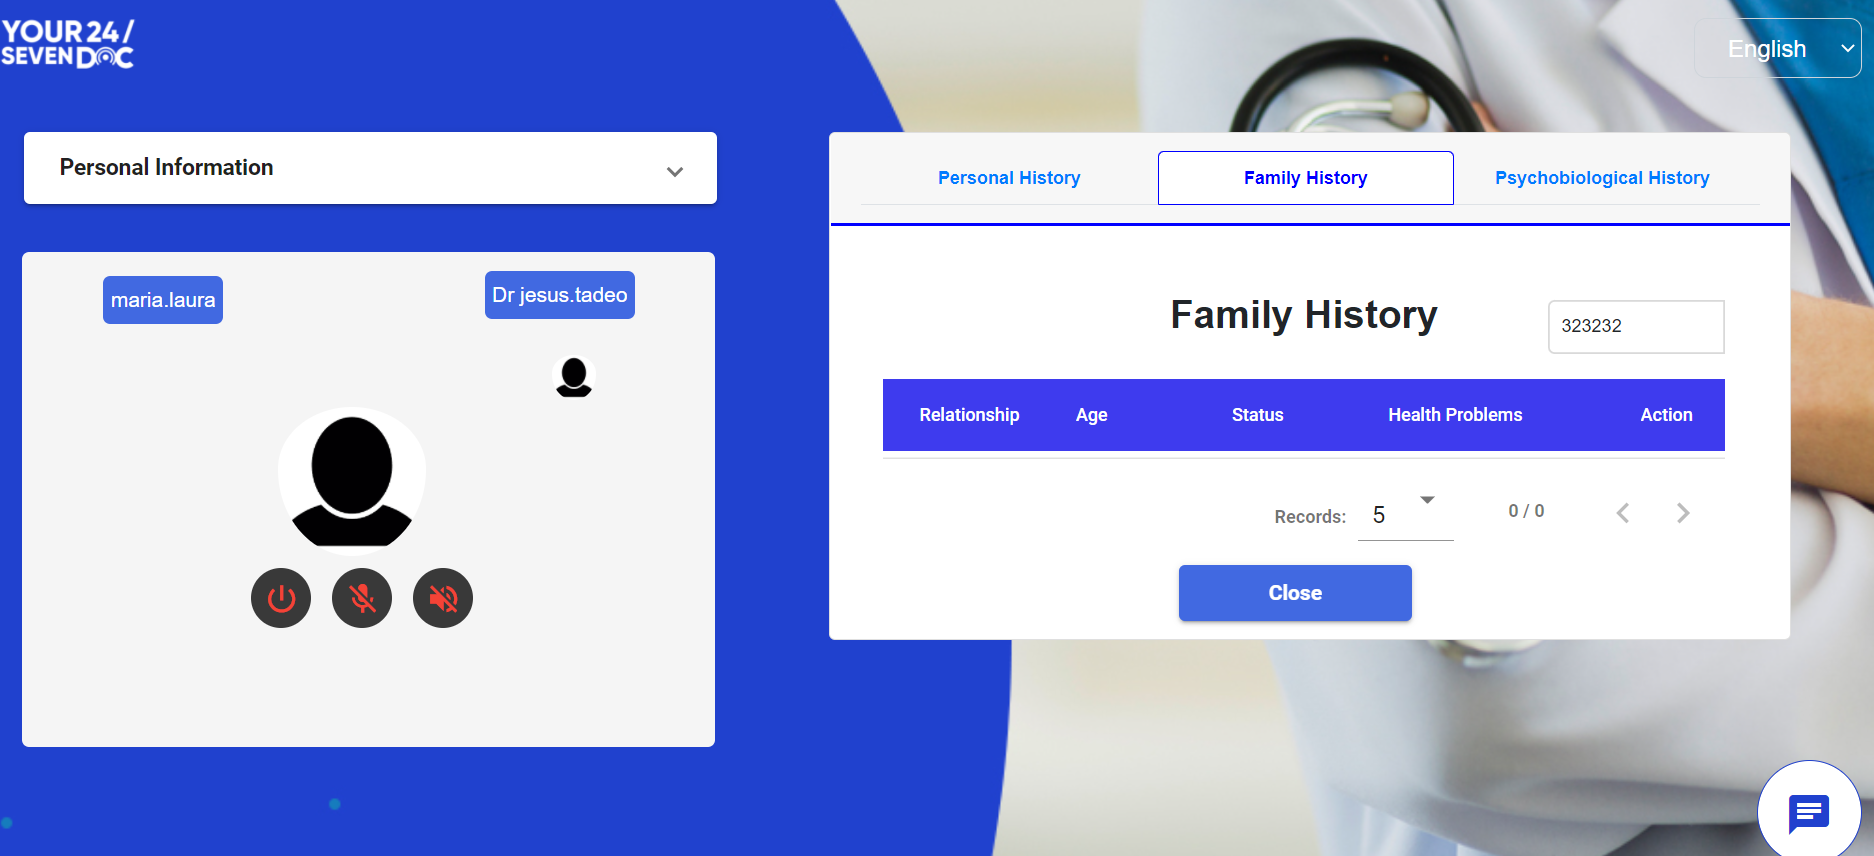 YOUR 24/
SEVEN DOC
English
Personal Information
maria.laura
Dr jesus.tadeo
Personal History
Family History
Psychobiological History
Family History
323232
Relationship
Age
Status
Health Problems
Action
Records:
5
0 / 0
Close